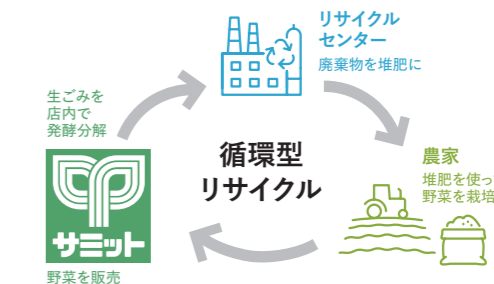 リサイクル
センター
廃棄物を堆肥に
生ごみを
店内で
発酵分解
循環型
リサイクル
農家
堆肥を使っ
野菜を栽培
サミット
野菜を販売